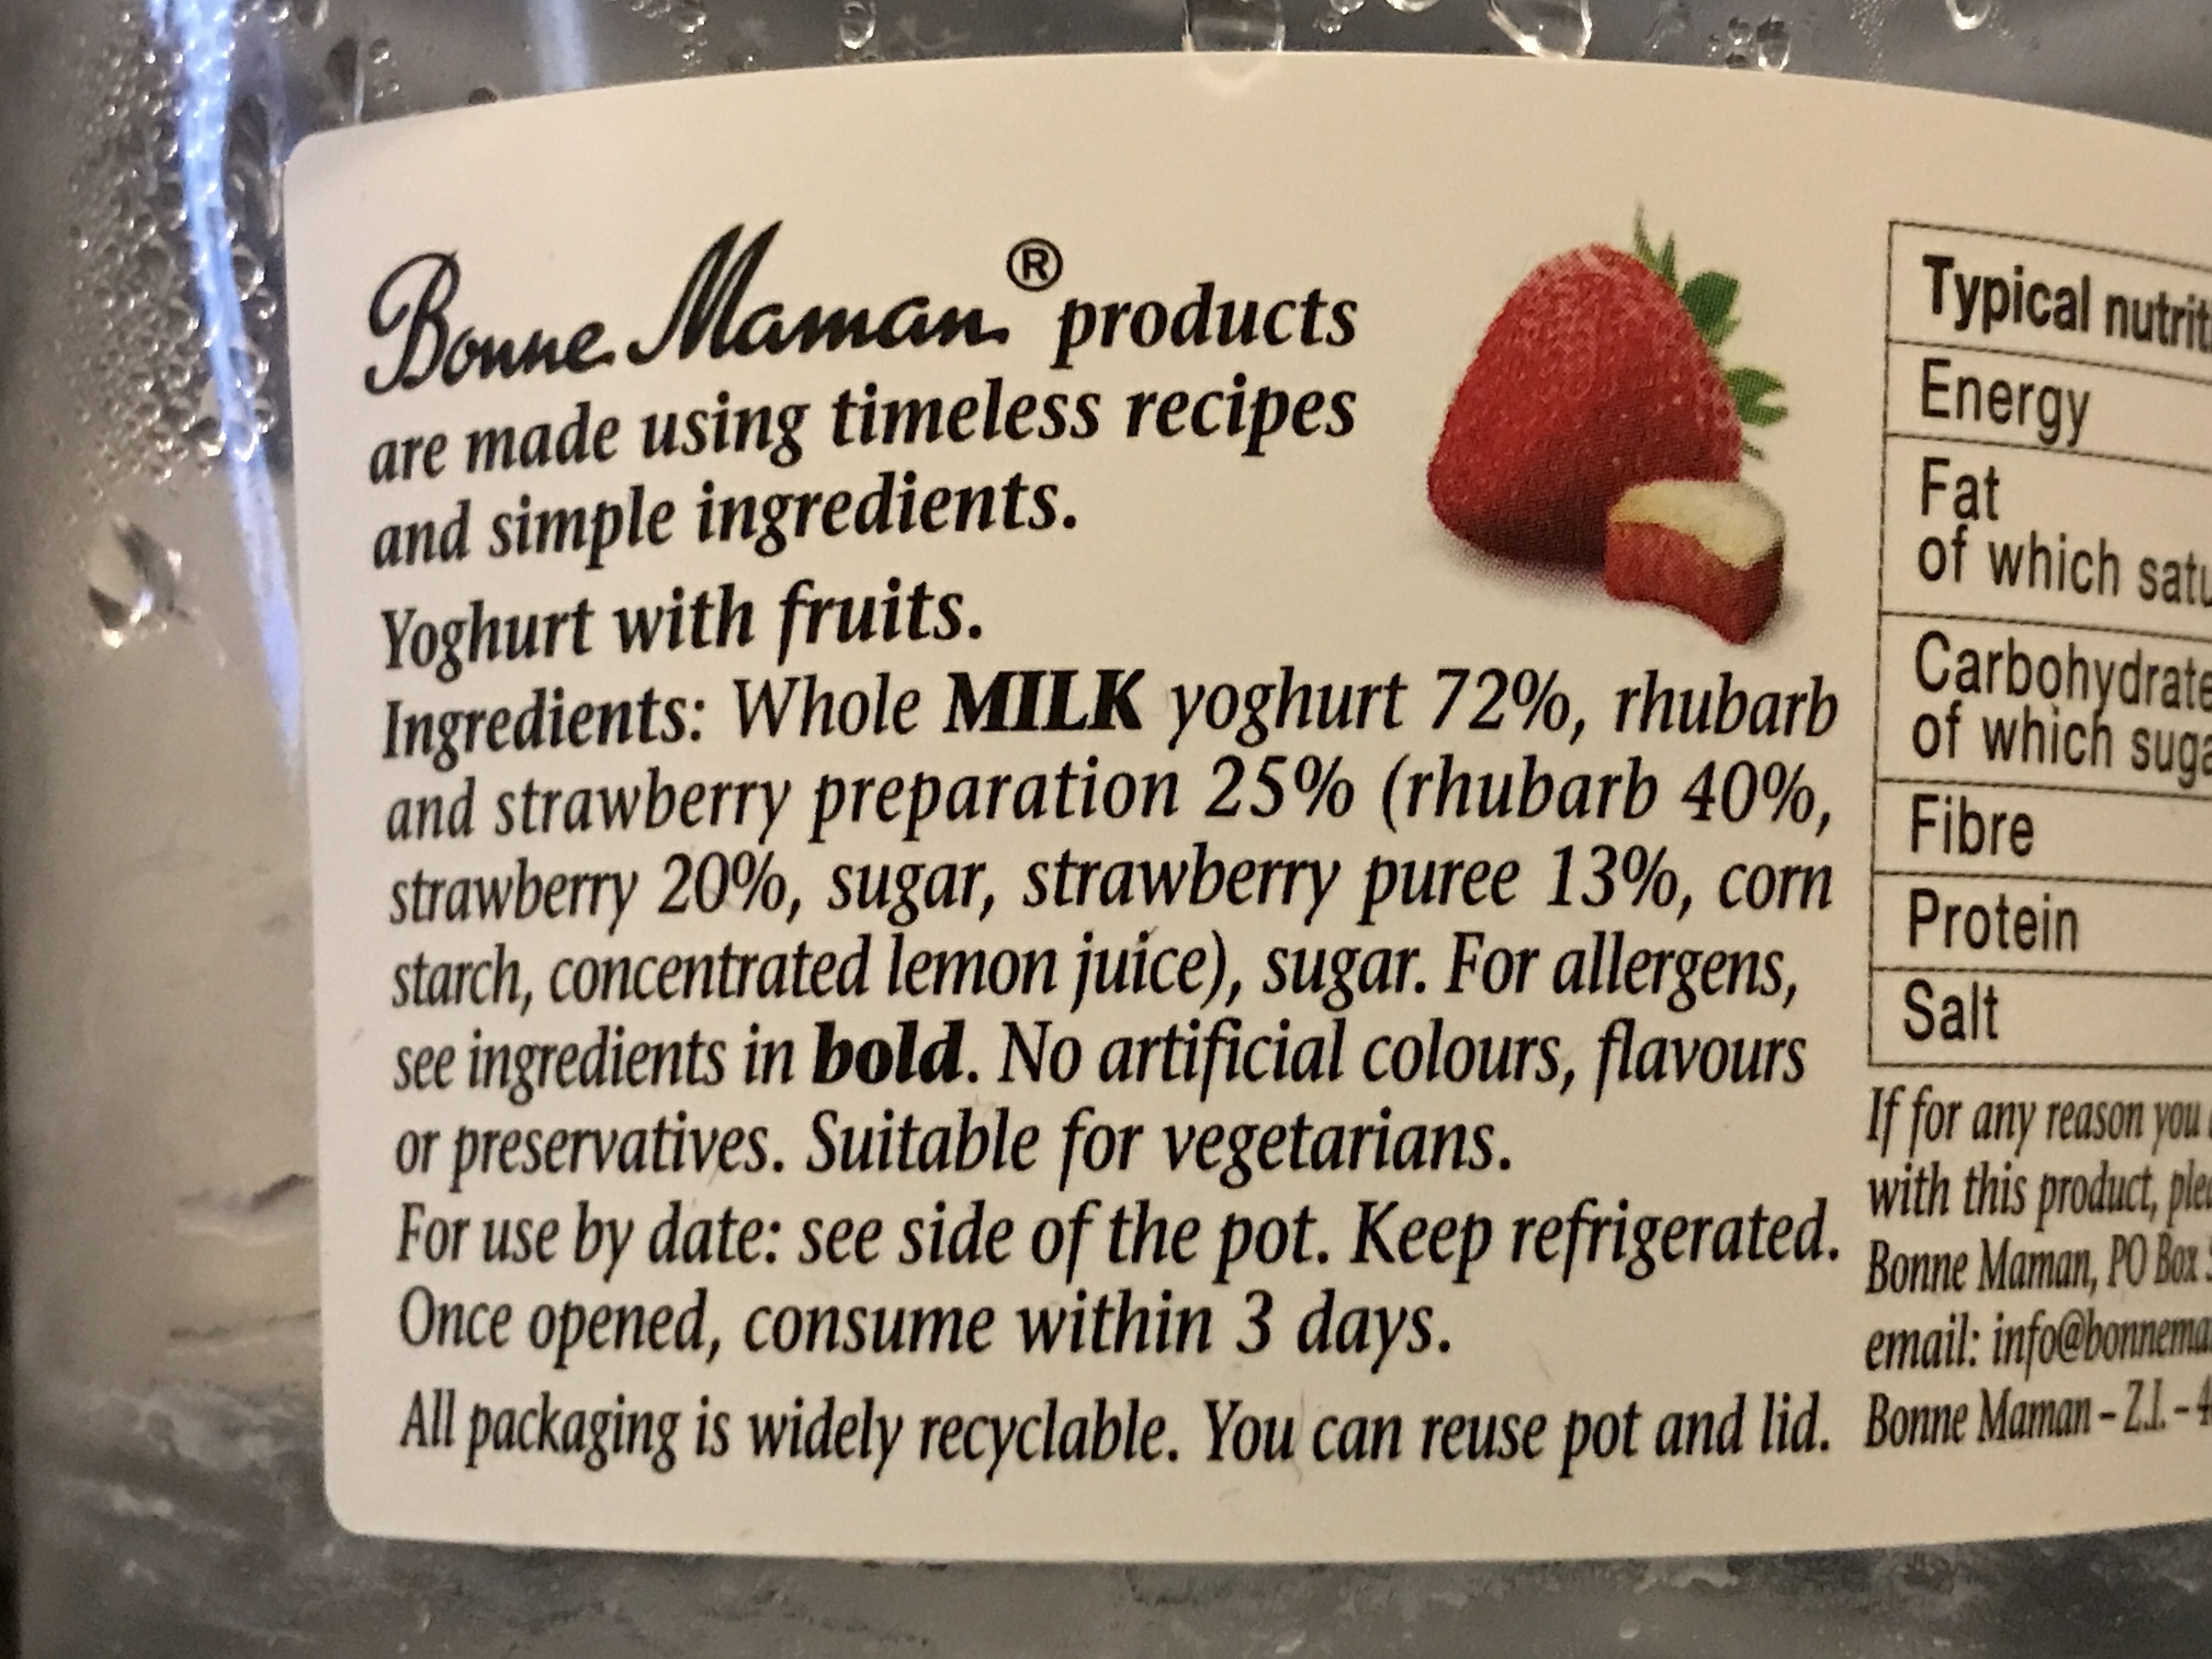 Bonne Maman® products
are made using timeless recipes
and simple ingredients.
Yoghurt with fruits.
Ingredients: Whole MILK yoghurt 72%, rhubarb
and strawberry preparation 25% (rhubarb 40%,
strawberry 20%, sugar, strawberry puree 13%, corn
starch, concentrated lemon juice), sugar. For allergens,
see ingredients in bold. No artificial colours, flavours
or preservatives. Suitable for vegetarians.
For use by date: see side of the pot. Keep refrigerated.
Once opened, consume within 3 days.
All packaging is widely recyclable. You can reuse pot and lid.
Typical
Energy
Fat
of which
Carbohydrate
of which
Fibre
Protein
Salt
If for any reason you
with this product,
Bonne Maman, PO Box
email:
Bonne Maman – Z.I. –